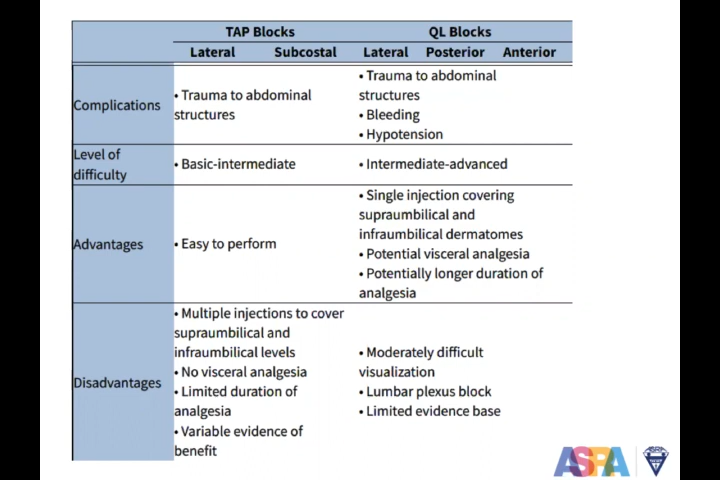 TAP Blocks QL Blocks
Lateral Subcostal Lateral Posterior Anterior
Complications
• Trauma to abdominal
structures
• Trauma to abdominal
structures
• Bleeding
• Hypotension
Level of
difficulty
• Basic-intermediate
• Intermediate-advanced
Advantages
• Easy to perform
• Single injection covering
supraumbilical and
infraumbilical dermatomes
• Potential visceral analgesia
• Potentially longer duration of
analgesia
Disadvantages
• Multiple injections to cover
supraumbilical and
infraumbilical levels
• No visceral analgesia
• Limited duration of
analgesia
• Variable evidence of
benefit
• Moderately difficult
visualization
• Lumbar plexus block
• Limited evidence base